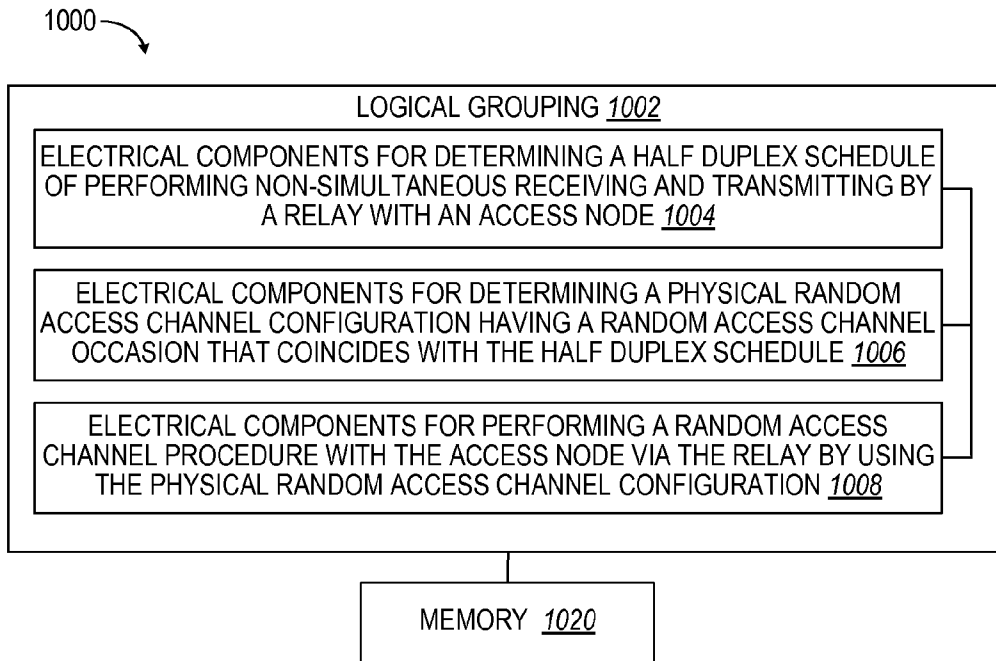 1000
LOGICAL GROUPING 1002
ELECTRICAL COMPONENTS FOR DETERMINING A HALF DUPLEX SCHEDULE
OF PERFORMING NON-SIMULTANEOUS RECEIVING AND TRANSMITTING BY
A RELAY WITH AN ACCESS NODE 1004
ELECTRICAL COMPONENTS FOR DETERMINING A PHYSICAL RANDOM
ACCESS CHANNEL CONFIGURATION HAVING A RANDOM ACCESS CHANNEL
OCCASION THAT COINCIDES WITH THE HALF DUPLEX SCHEDULE 1006
ELECTRICAL COMPONENTS FOR PERFORMING A RANDOM ACCESS
CHANNEL PROCEDURE WITH THE ACCESS NODE VIA THE RELAY BY USING
THE PHYSICAL RANDOM ACCESS CHANNEL CONFIGURATION 1008
MEMORY 1020